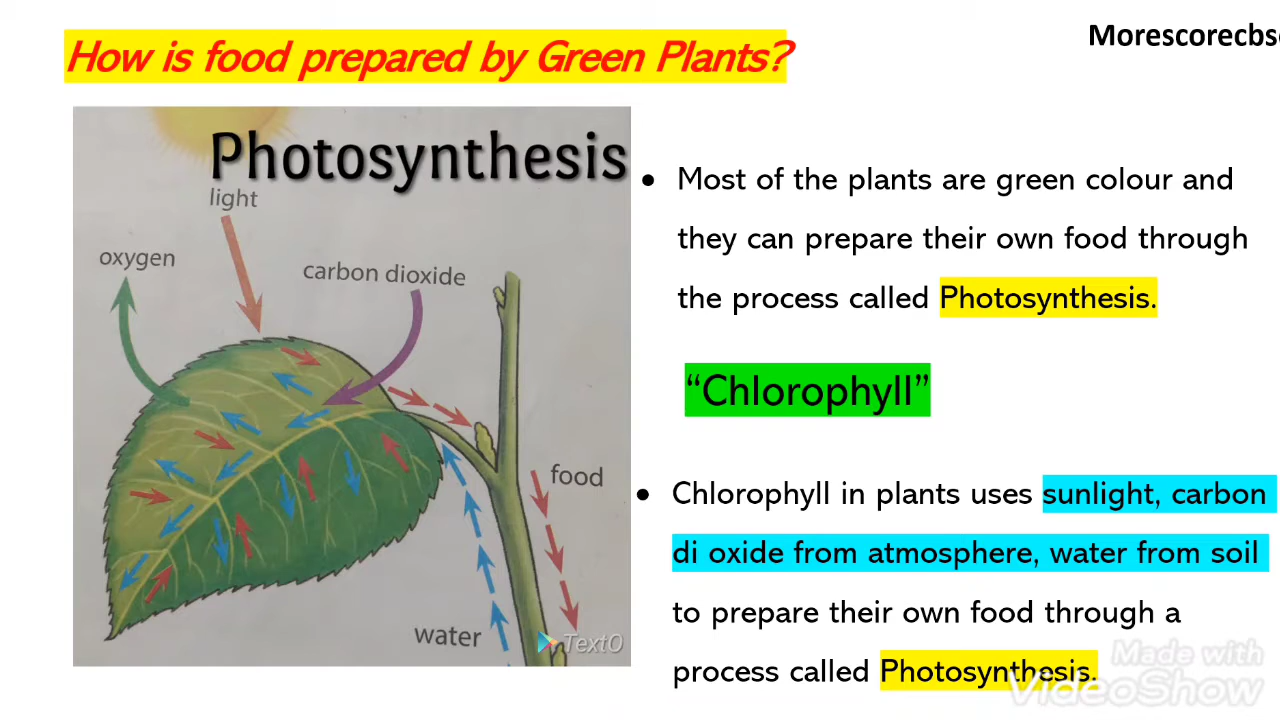 How is food prepared by Green Plants?
Morescorecbs
Photosynthesis
light
oxygen
carbon dioxide
food
water
TextO
• Most of the plants are green colour and
they can prepare their own food through
the process called Photosynthesis.
“Chlorophyll”
• Chlorophyll in plants uses sunlight, carbon
di oxide from atmosphere, water from soil
to prepare their own food through a
process called Photosynthesis.
Made with
VideoShow